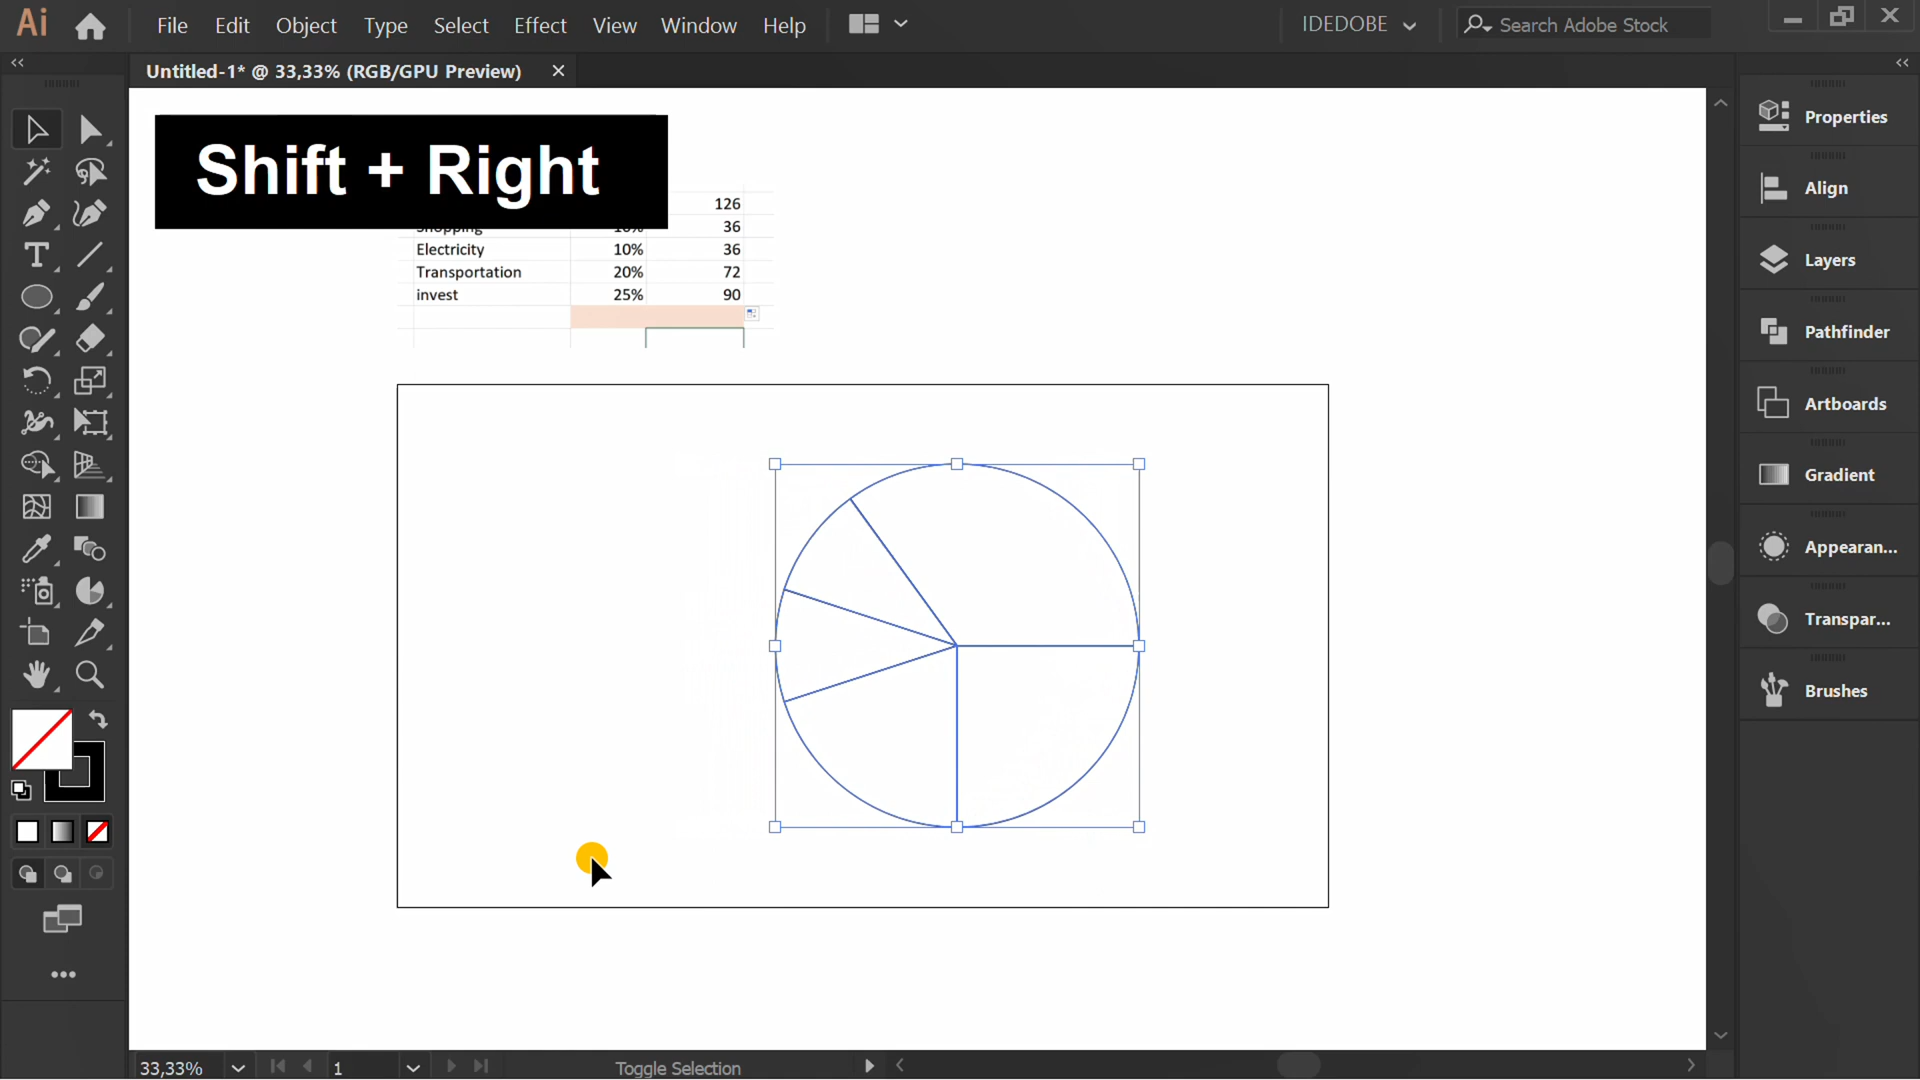 Ai File Edit Object Type Select Effect View Window Help IDEDOBE Search Adobe Stock
Untitled-1* @ 33,33% (RGB/GPU Preview)
Shift + Right
126
Shopping 10% 36
Electricity 10% 36
Transportation 20% 72
invest 25% 90
Properties
Align
Layers
Pathfinder
Artboards
Gradient
Appearan...
Transpar...
Brushes
33,33% 1 Toggle Selection